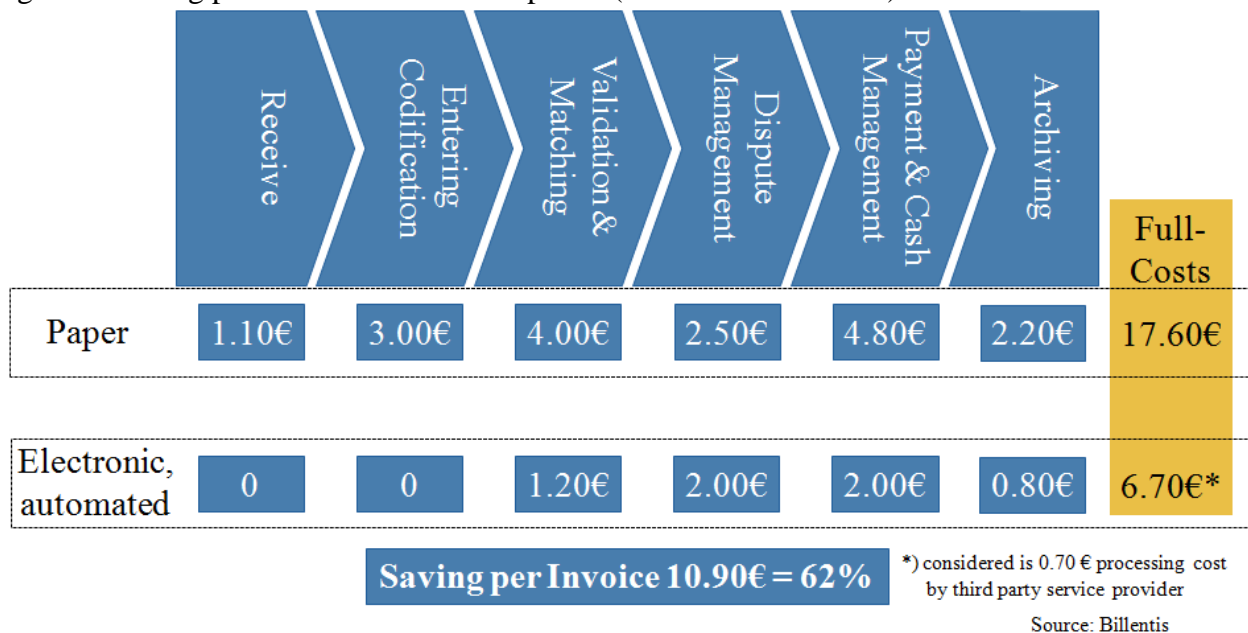 Receive
Entering
Codification
Validation &
Matching
Dispute
Management
Payment & Cash
Management
Archiving
Full-
Costs
Paper
1.10€
3.00€
4.00€
2.50€
4.80€
2.20€
17.60€
Electronic,
automated
0
0
1.20€
2.00€
2.00€
0.80€
6.70€*
Saving per Invoice 10.90€ = 62%
*) considered is 0.70 € processing cost
by third party service provider
Source: Billentis